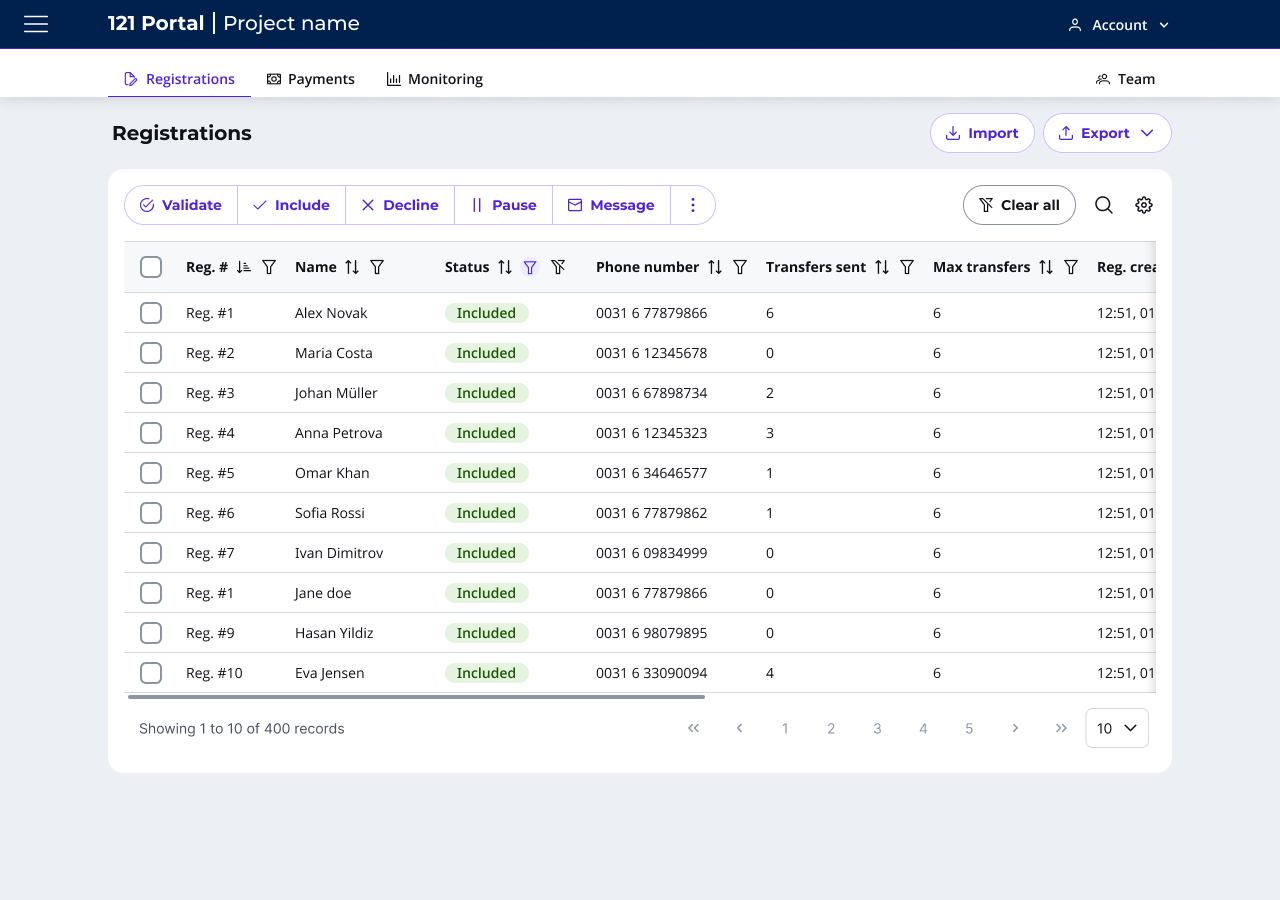 121 Portal | Project name
Account
Registrations Payments Monitoring Team
Registrations
Import Export
Validate Include Decline Pause Message Clear all
Reg. # Name Status Phone number Transfers sent Max transfers Reg. crea
Reg. #1 Alex Novak Included 0031 6 77879866 6 6 12:51, 01
Reg. #2 Maria Costa Included 0031 6 12345678 0 6 12:51, 01
Reg. #3 Johan Müller Included 0031 6 67898734 2 6 12:51, 01
Reg. #4 Anna Petrova Included 0031 6 12345323 3 6 12:51, 01
Reg. #5 Omar Khan Included 0031 6 34646577 1 6 12:51, 01
Reg. #6 Sofia Rossi Included 0031 6 77879862 1 6 12:51, 01
Reg. #7 Ivan Dimitrov Included 0031 6 09834999 0 6 12:51, 01
Reg. #1 Jane doe Included 0031 6 77879866 0 6 12:51, 01
Reg. #9 Hasan Yildiz Included 0031 6 98079895 0 6 12:51, 01
Reg. #10 Eva Jensen Included 0031 6 33090094 4 6 12:51, 01
Showing 1 to 10 of 400 records 1 2 3 4 5 10